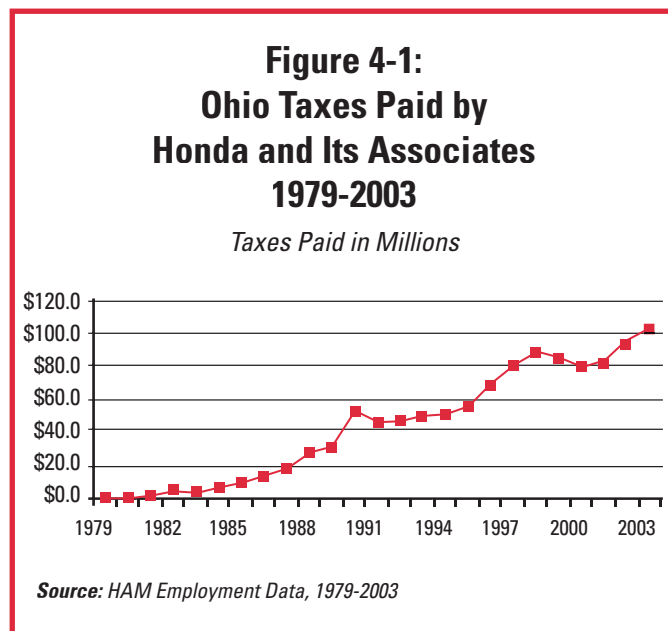 Figure 4-1:
Ohio Taxes Paid by
Honda and Its Associates
1979-2003
Taxes Paid in Millions
$120.0
$100.0
$80.0
$60.0
$40.0
$20.0
$0.0
1979 1982 1985 1988 1991 1994 1997 2000 2003
Source: HAM Employment Data, 1979-2003